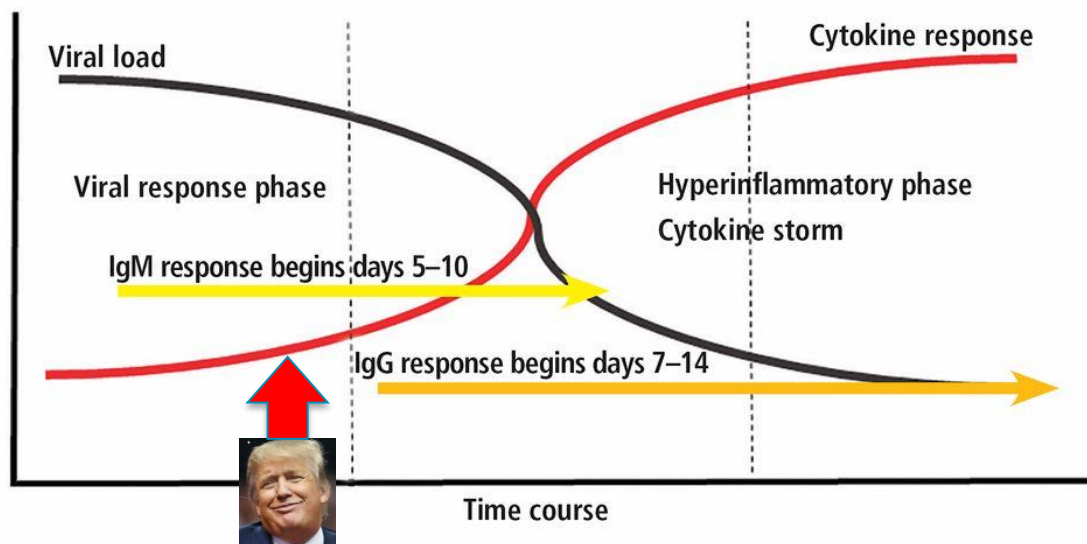 Viral load
Cytokine response
Viral response phase
Hyperinflammatory phase
Cytokine storm
IgM response begins days 5–10
IgG response begins days 7–14
Time course